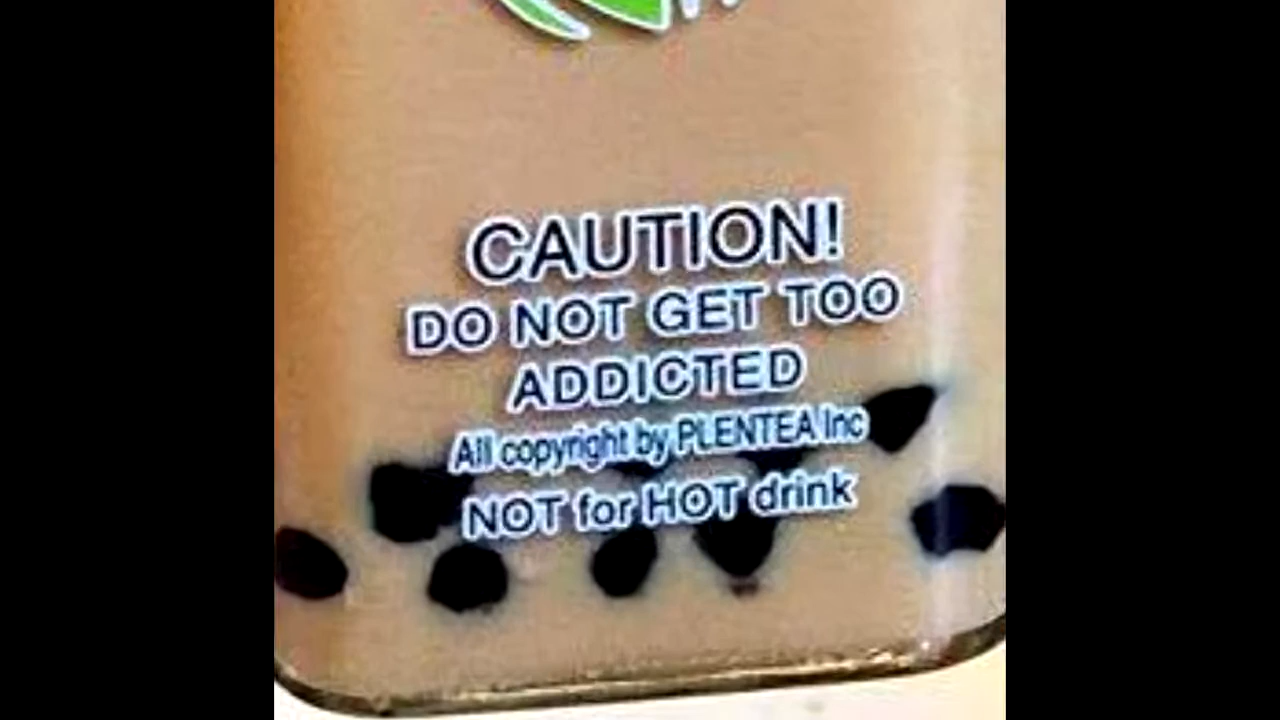 CAUTION!
DO NOT GET TOO
ADDICTED
All copyright by PLENTEA Inc
NOT for HOT drink